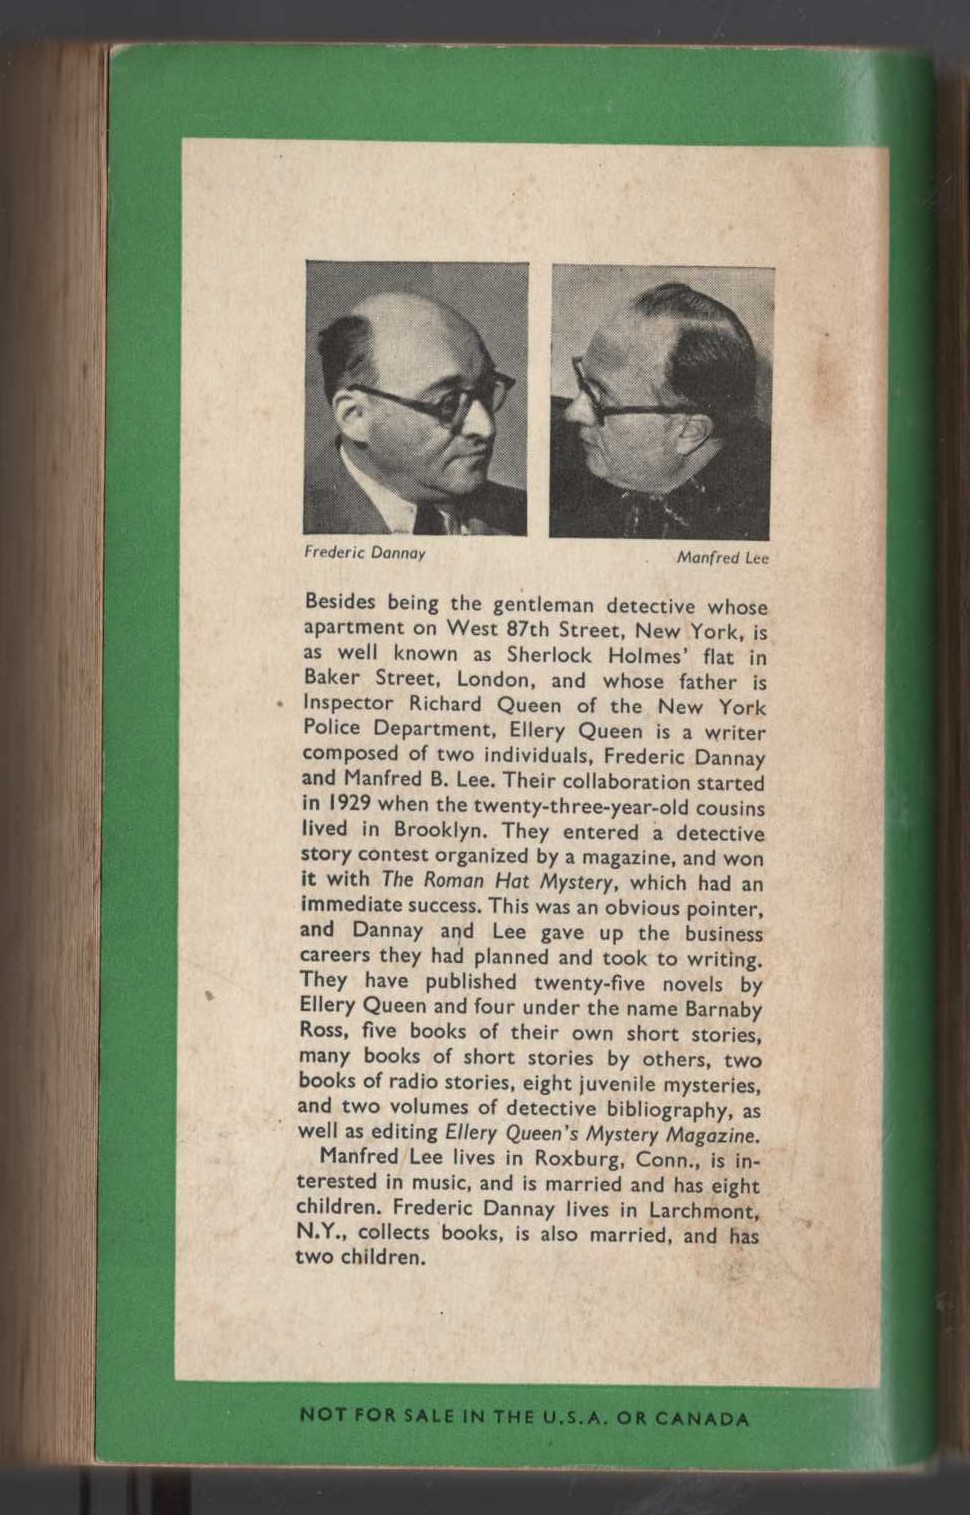 Frederic Dannay
Manfred Lee
Besides being the gentleman detective whose
apartment on West 87th Street, New York, is
as well known as Sherlock Holmes' flat in
Baker Street, London, and whose father is
Inspector Richard Queen of the New York
Police Department, Ellery Queen is a writer
composed of two individuals, Frederic Dannay
and Manfred B. Lee. Their collaboration started
in 1929 when the twenty-three-year-old cousins
lived in Brooklyn. They entered a detective
story contest organized by a magazine, and won
it with The Roman Hat Mystery, which had an
immediate success. This was an obvious pointer,
and Dannay and Lee gave up the business
careers they had planned and took to writing.
They have published twenty-five novels by
Ellery Queen and four under the name Barnaby
Ross, five books of their own short stories,
many books of short stories by others, two
books of radio stories, eight juvenile mysteries,
and two volumes of detective bibliography, as
well as editing Ellery Queen's Mystery Magazine.
Manfred Lee lives in Roxburg, Conn., is in-
terested in music, and is married and has eight
children. Frederic Dannay lives in Larchmont,
N.Y., collects books, is also married, and has
two children.
NOT FOR SALE IN THE U.S.A. OR CANADA